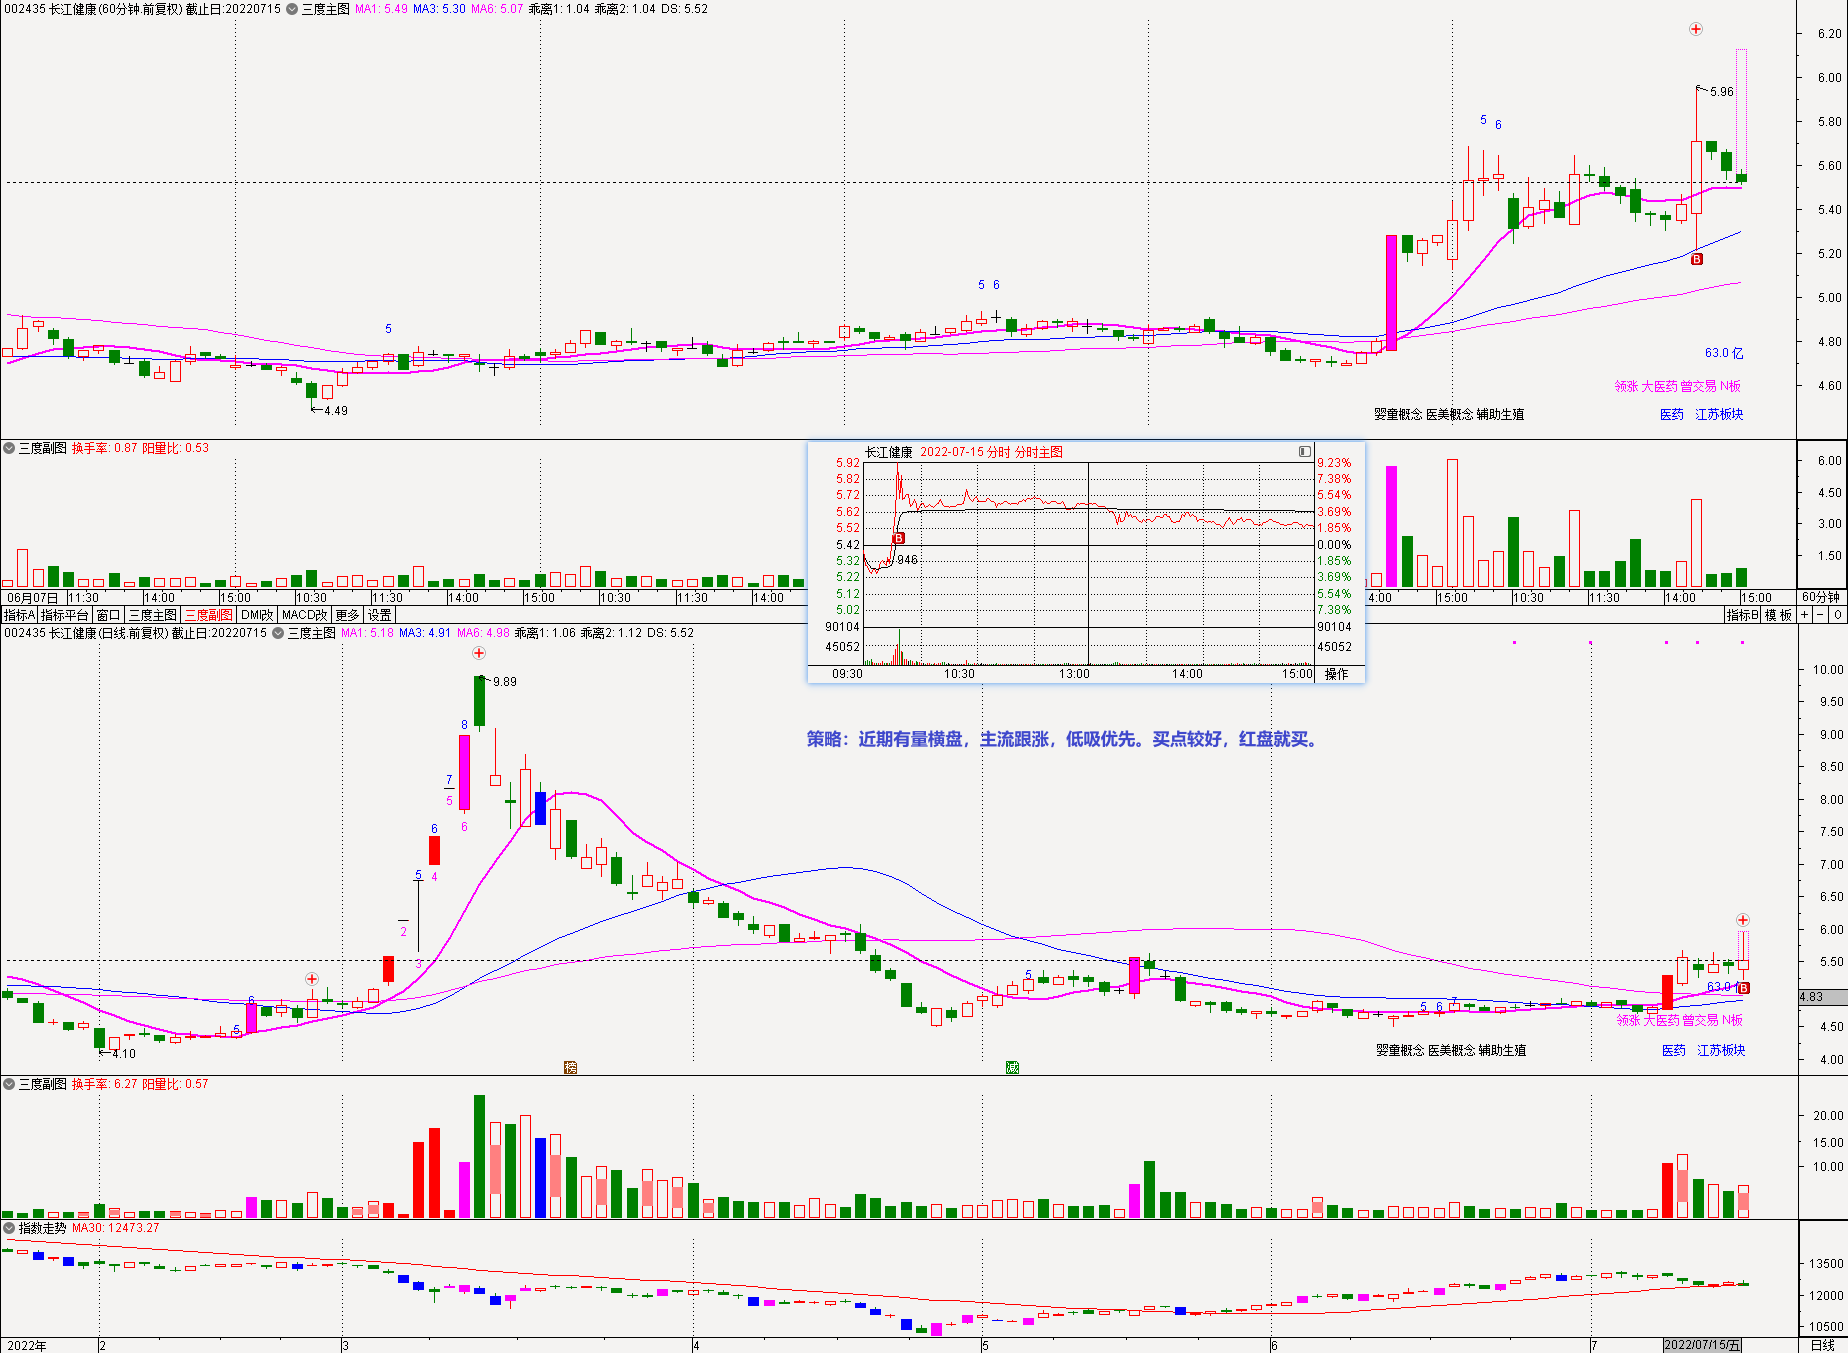 002435 长江健康(60分钟.前复权) 截止日:20220715 三度主图 MA1: 5.49 MA3: 5.30 MA6: 5.07 乖离1: 1.04 乖离2: 1.04 DS: 5.52
6.20
6.00
5.96
5.80
5 6
5.60
5.40
5.20
B
5 6
5.00
5
4.80
63.0 亿
4.60
领涨 大医药 曾交易 N板
4.49
婴童概念 医美概念 辅助生殖 医药 江苏板块
三度副图 换手率: 0.87 阳量比: 0.53
6.00
4.50
3.00
1.50
长江健康 2022-07-15 分时 分时主图
5.92 9.23%
5.82 7.38%
5.72 5.54%
5.62 3.69%
5.52 1.85%
5.42 B 0.00%
5.32 946 1.85%
5.22 3.69%
5.12 5.54%
5.02 7.38%
90104 90104
45052 45052
09:30 10:30 13:00 14:00 15:00 操作
06月07日 11:30 14:00 15:00 10:30 11:30 14:00 15:00 10:30 11:30 14:00 4:00 15:00 10:30 11:30 14:00 15:00 60分钟
指标A 指标平台 窗口 三度主图 三度副图 DMI改 MACD改 更多 设置 指标B 模板 + - 0
002435 长江健康(日线.前复权) 截止日:20220715 三度主图 MA1: 5.18 MA3: 4.91 MA6: 4.98 乖离1: 1.06 乖离2: 1.12 DS: 5.52
策略：近期有量横盘，主流跟涨，低吸优先。买点较好，红盘就买。
10.00
9.89
9.50
9.00
8
8.50
7
8.00
5
6 6
7.50
7.00
5 4
6.50
2
6.00
3
5.50
5
63.0 B
4.83
6
5
5 6 7
领涨 大医药 曾交易 N板
4.50
4.10
婴童概念 医美概念 辅助生殖 医药 江苏板块
4.00
榜 减
三度副图 换手率: 6.27 阳量比: 0.57
20.00
15.00
10.00
指数走势 MA30: 12473.27
13500
12000
10500
2022年 2 3 4 5 6 7 2022/07/15/五 日线